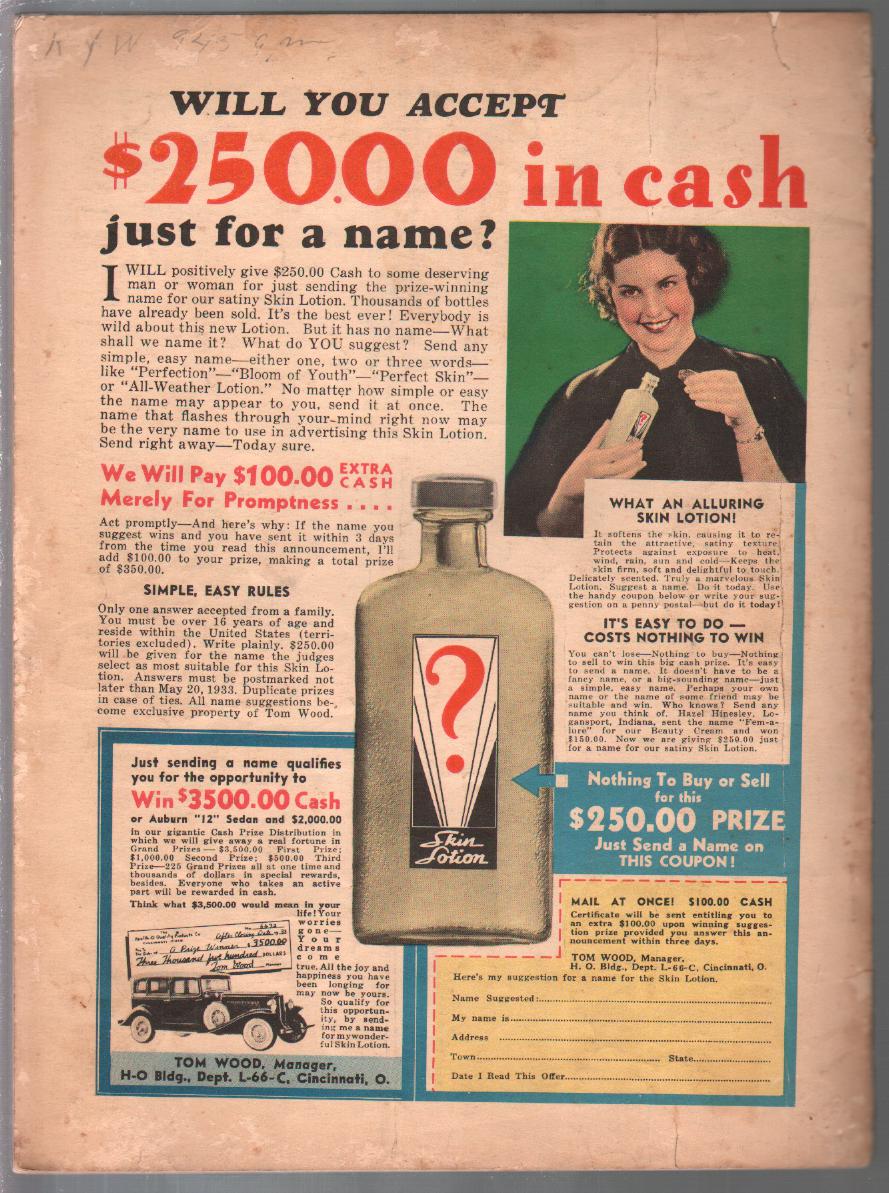 K & W 945 9m
WILL YOU ACCEPT
$250.00 in cash
just for a name?
I WILL positively give $250.00 Cash to some deserving
man or woman for just sending the prize-winning
name for our satiny Skin Lotion. Thousands of bottles
have already been sold. It's the best ever! Everybody is
wild about this new Lotion. But it has no name—What
shall we name it? What do YOU suggest? Send any
simple, easy name—either one, two or three words—
like "Perfection"—"Bloom of Youth"—"Perfect Skin"—
or "All-Weather Lotion." No matter how simple or easy
the name may appear to you, send it at once. The
name that flashes through your mind right now may
be the very name to use in advertising this Skin Lotion.
Send right away—Today sure.
We Will Pay $100.00 EXTRA CASH
Merely For Promptness ....
Act promptly—And here's why: If the name you
suggest wins and you have sent it within 3 days
from the time you read this announcement, I'll
add $100.00 to your prize, making a total prize
of $350.00.
SIMPLE, EASY RULES
Only one answer accepted from a family.
You must be over 16 years of age and
reside within the United States (terri-
tories excluded). Write plainly. $250.00
will be given for the name the judges
select as most suitable for this Skin Lo-
tion. Answers must be postmarked not
later than May 20, 1933. Duplicate prizes
in case of ties. All name suggestions be-
come exclusive property of Tom Wood.
WHAT AN ALLURING
SKIN LOTION!
It softens the skin, causing it to re-
tain the attractive, satiny texture.
Protects against exposure to heat,
wind, rain, sun and cold—Keeps the
skin firm, soft and delightful to touch.
Delicately scented. Truly a marvelous Skin
Lotion. Suggest a name. Do it today. Use
the handy coupon below or write your sug-
gestion on a penny postal—but do it today!
IT'S EASY TO DO —
COSTS NOTHING TO WIN
You can't lose—Nothing to buy—Nothing
to sell to win this big cash prize. It's easy
to send a name. It doesn't have to be a
fancy name, or a big-sounding name—just
a simple, easy name. Perhaps your own
name or the name of some friend may be
suitable and win. Who knows? Send any
name you think of. Hazel Hinesley, Lo-
gansport, Indiana, sent the name "Fem-a-
lure" for our Beauty Cream and won
$150.00. Now we are giving $250.00 just
for a name for our satiny Skin Lotion.
?
?
Skin
Lotion
Just sending a name qualifies
you for the opportunity to
Win $3500.00 Cash
or Auburn "12" Sedan and $2,000.00
in our gigantic Cash Prize Distribution in
which we will give away a real fortune in
Grand Prizes — $3,500.00 First Prize;
$1,000.00 Second Prize; $500.00 Third
Prize—225 Grand Prizes all at one time and
thousands of dollars in special rewards,
besides. Everyone who takes an active
part will be rewarded in cash.
Think what $3,500.00 would mean in your
life! Your
worries
gone—
Your
dreams
come
true. All the joy and
happiness you have
been longing for
may now be yours.
So qualify for
this opportun-
ity, by send-
ing me a name
for my wonder-
ful Skin Lotion.
After Closing Date
A Prize Winner $3500.00
Three Thousand five hundred DOLLARS
Tom Wood
TOM WOOD, Manager,
H-O Bldg., Dept. L-66-C, Cincinnati, O.
Nothing To Buy or Sell
for this
$250.00 PRIZE
Just Send a Name on
THIS COUPON!
MAIL AT ONCE! $100.00 CASH
Certificate will be sent entitling you to
an extra $100.00 upon winning sugges-
tion prize provided you answer this an-
nouncement within three days.
TOM WOOD, Manager,
H. O. Bldg., Dept. L-66-C, Cincinnati, O.
Here's my suggestion for a name for the Skin Lotion.
Name Suggested:
My name is
Address
Town State
Date I Read This Offer